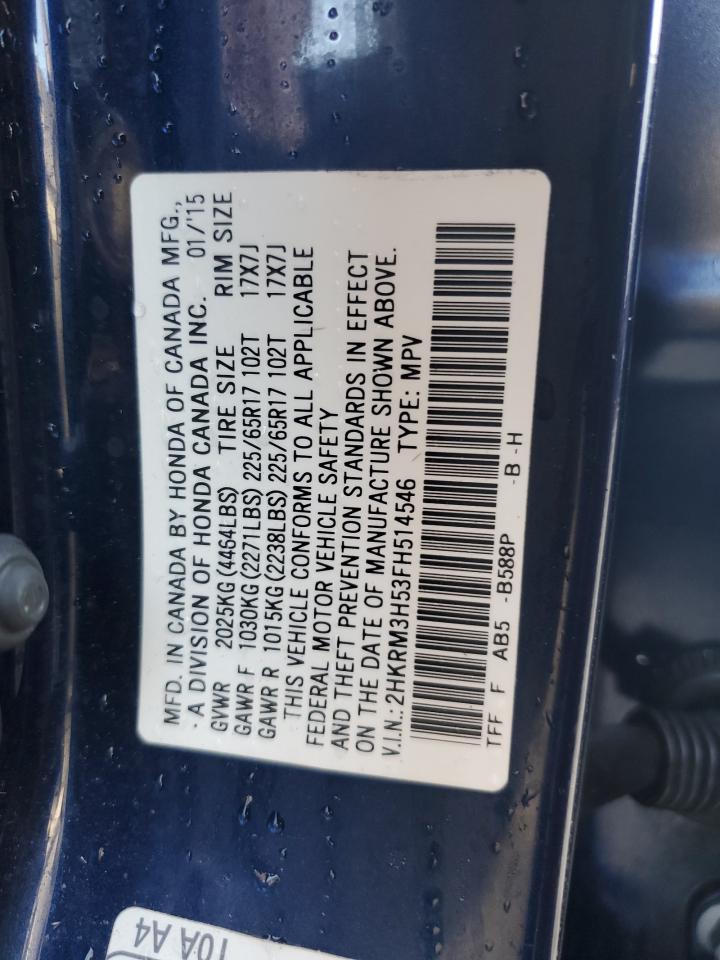 MFD. IN CANADA BY HONDA OF CANADA MFG.,
A DIVISION OF HONDA CANADA INC. 01/'15
GVWR 2025KG(4464LBS) TIRE SIZE RIM SIZE
GAWR F 1030KG(2271LBS) 225/65R17 102T 17X7J
GAWR R 1015KG(2238LBS) 225/65R17 102T 17X7J
THIS VEHICLE CONFORMS TO ALL APPLICABLE
FEDERAL MOTOR VEHICLE SAFETY
AND THEFT PREVENTION STANDARDS IN EFFECT
ON THE DATE OF MANUFACTURE SHOWN ABOVE.
V.I.N.: 2HKRM3H53FH514546 TYPE: MPV
TFF F AB5 -B588P -B -H
10A A4